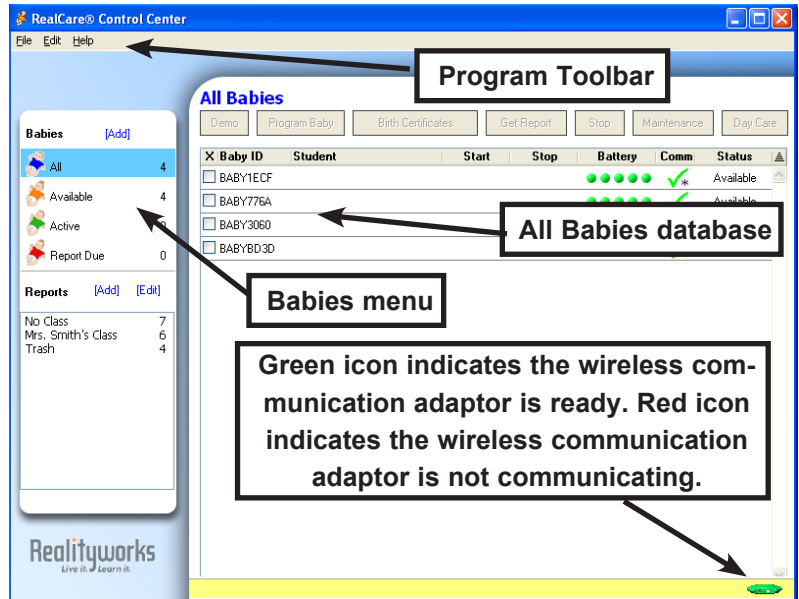 RealCare® Control Center
File Edit Help
Program Toolbar
All Babies
Demo Program Baby Birth Certificates Get Report Stop Maintenance Day Care
Babies [Add]
All 4
Available 4
Active
Report Due 0
Reports [Add] [Edit]
No Class 7
Mrs. Smith's Class 6
Trash 4
X Baby ID Student Start Stop Battery Comm Status
BABY1ECF Available
BABY776A Available
BABY3060
BABYBD3D
All Babies database
Babies menu
Green icon indicates the wireless com-
munication adaptor is ready. Red icon
indicates the wireless communication
adaptor is not communicating.
Realityworks
Live it. Learn it.